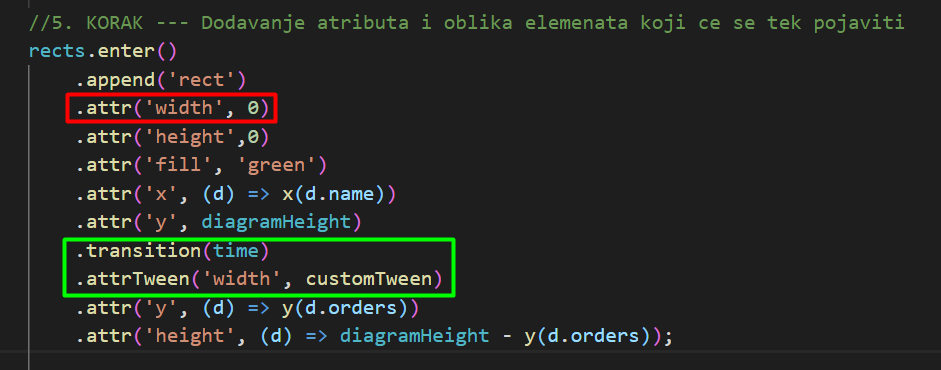 //5. KORAK --- Dodavanje atributa i oblika elemenata koji ce se tek pojaviti
rects.enter()
    .append('rect')
    .attr('width', 0)
    .attr('height',0)
    .attr('fill', 'green')
    .attr('x', (d) => x(d.name))
    .attr('y', diagramHeight)
    .transition(time)
    .attrTween('width', customTween)
    .attr('y', (d) => y(d.orders))
    .attr('height', (d) => diagramHeight - y(d.orders));